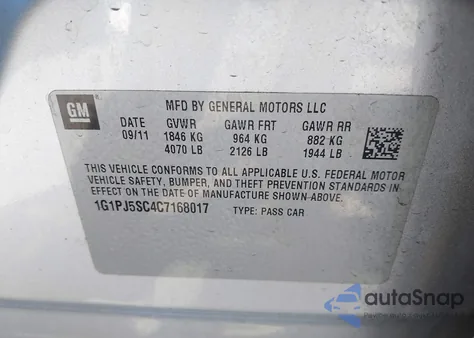 GM
MFD BY GENERAL MOTORS LLC
DATE GVWR GAWR FRT GAWR RR
09/11 1846 KG 964 KG 882 KG
4070 LB 2126 LB 1944 LB
THIS VEHICLE CONFORMS TO ALL APPLICABLE U.S. FEDERAL MOTOR
VEHICLE SAFETY, BUMPER, AND THEFT PREVENTION STANDARDS IN
EFFECT ON THE DATE OF MANUFACTURE SHOWN ABOVE.
1G1PJ5SC4C7168017 TYPE: PASS CAR
autoSnap